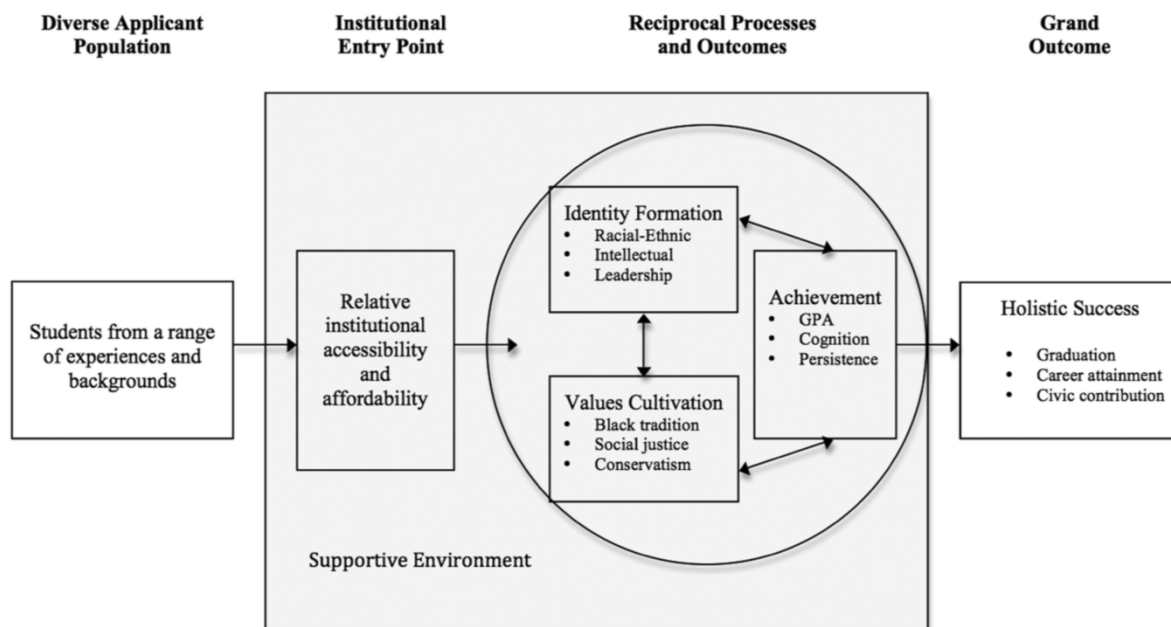 Diverse Applicant
Population
Institutional
Entry Point
Reciprocal Processes
and Outcomes
Grand
Outcome
Students from a range
of experiences and
backgrounds
Relative
institutional
accessibility
and
affordability
Identity Formation
• Racial-Ethnic
• Intellectual
• Leadership
Values Cultivation
• Black tradition
• Social justice
• Conservatism
Achievement
• GPA
• Cognition
• Persistence
Holistic Success
• Graduation
• Career attainment
• Civic contribution
Supportive Environment